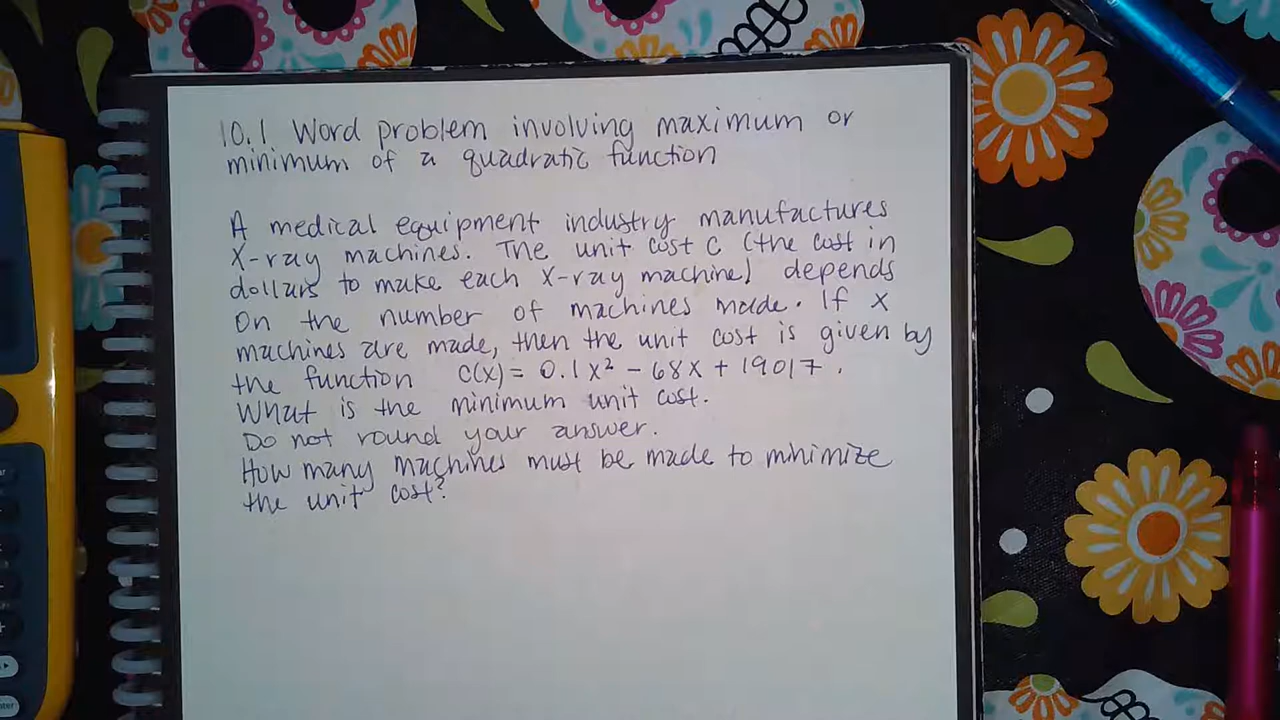 10.1 Word problem involving maximum or
minimum of a quadratic function
A medical equipment industry manufactures
X-ray machines. The unit cost C (the cost in
dollars to make each X-ray machine) depends
on the number of machines made. If x
machines are made, then the unit cost is given by
the function C(x) = 0.1x² - 68x + 19017.
What is the minimum unit cost.
Do not round your answer.
How many machines must be made to minimize
the unit cost?